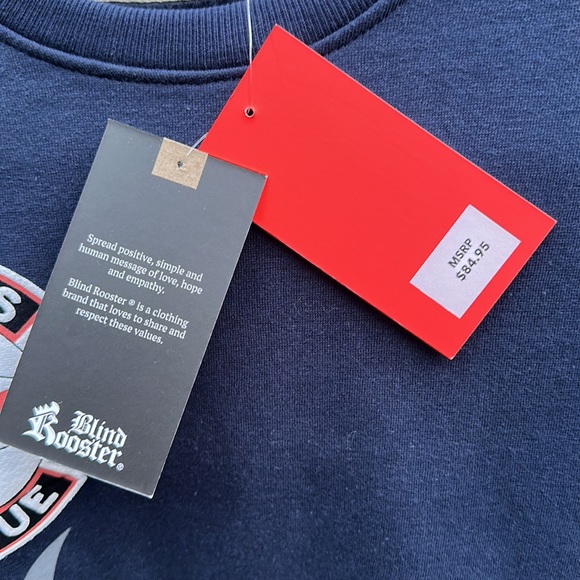 MSRP
$84.95
Spread positive, simple and
human message of love, hope
and empathy.
Blind Rooster ® is a clothing
brand that loves to share and
respect these values.
Blind
Rooster®
S
UE